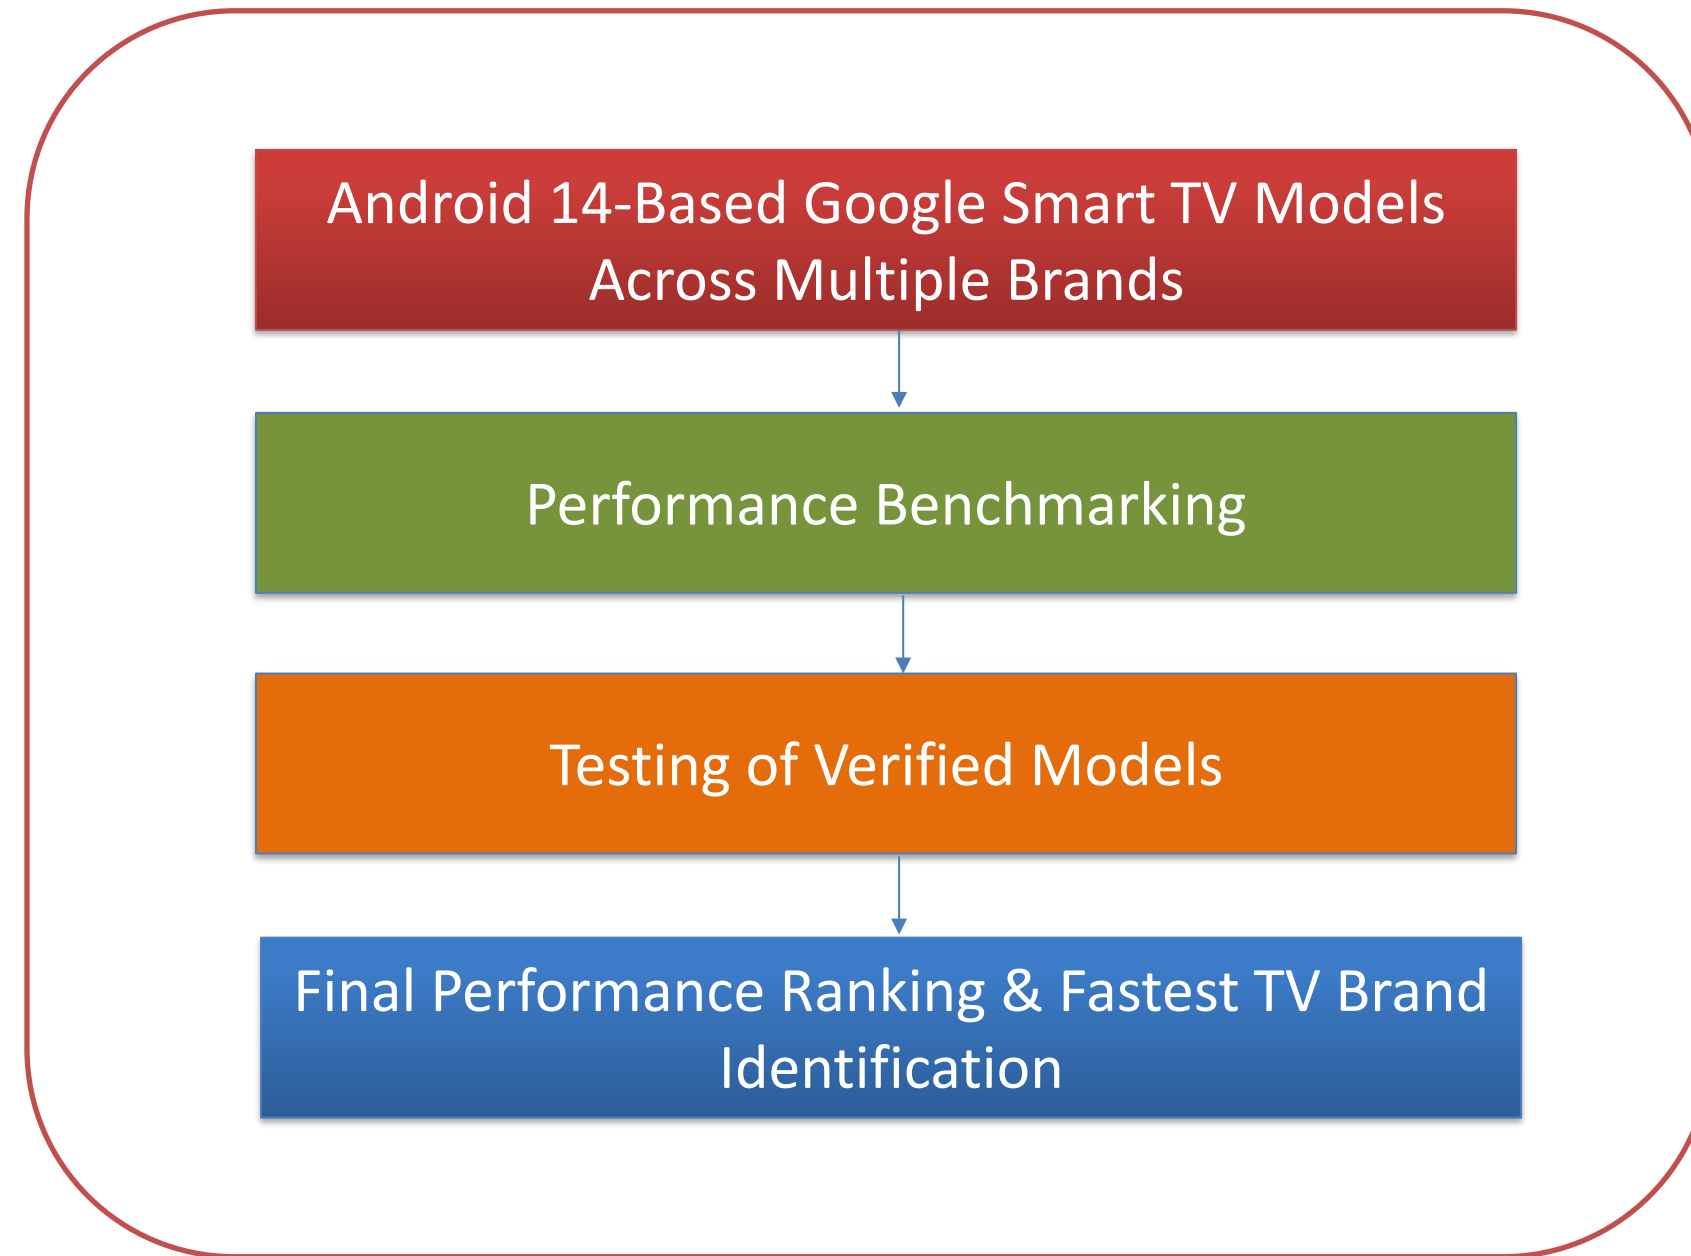 Android 14-Based Google Smart TV Models
Across Multiple Brands
Performance Benchmarking
Testing of Verified Models
Final Performance Ranking & Fastest TV Brand
Identification